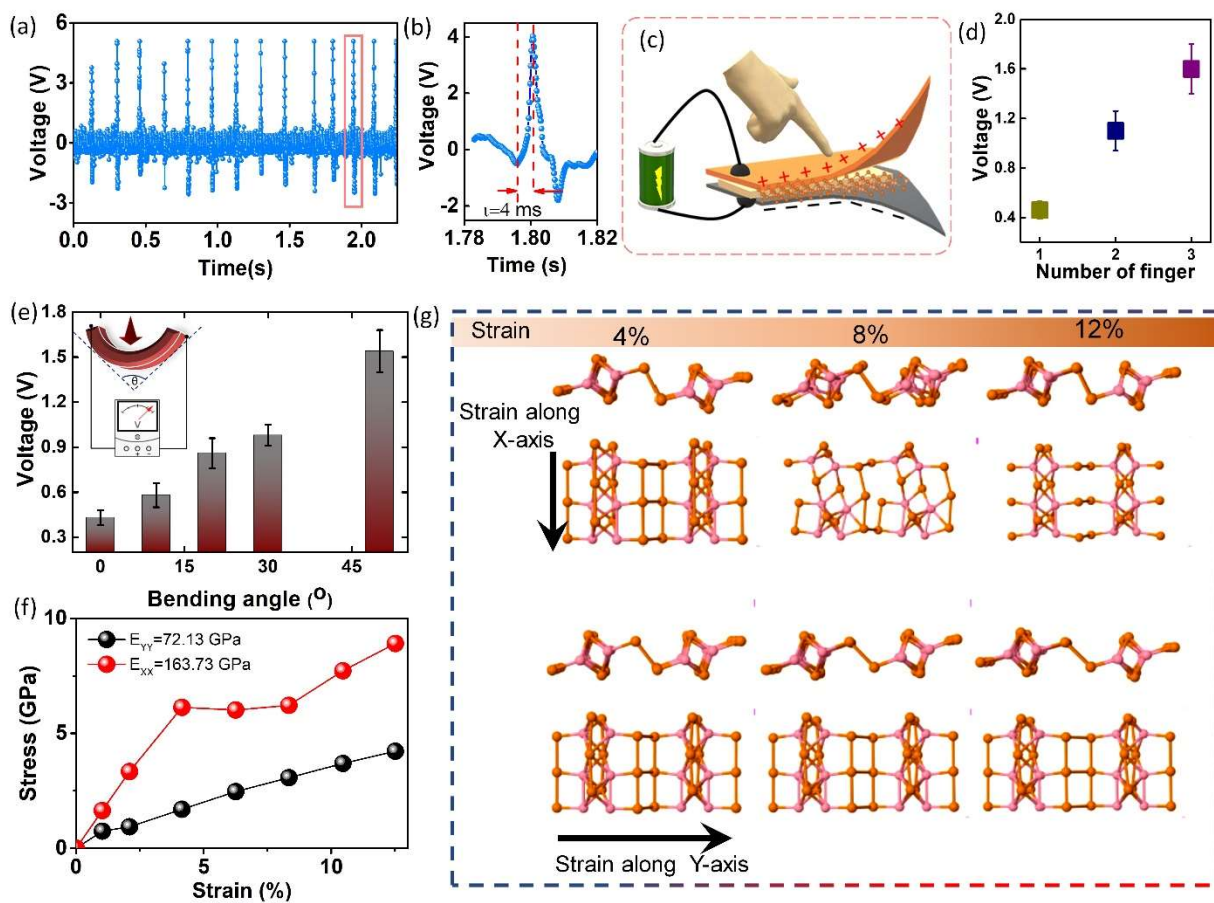 (a)
Voltage (V)
6
3
0
-3
0.0 0.5 1.0 1.5 2.0
Time(s)
(b)
Voltage (V)
4
2
0
-2
ι=4 ms
1.78 1.80 1.82
Time (s)
(c)
+ + + + + + + +
(d)
Voltage (V)
1.6
1.2
0.8
0.4
1 2 3
Number of finger
(e)
Voltage (V)
1.8
1.5
1.2
0.9
0.6
0.3
θ
V
0 15 30 45
Bending angle (O)
(f)
Stress (GPa)
10
5
0
EYY=72.13 GPa
EXX=163.73 GPa
0 5 10
Strain (%)
(g)
Strain 4% 8% 12%
Strain along
X-axis
Strain along Y-axis